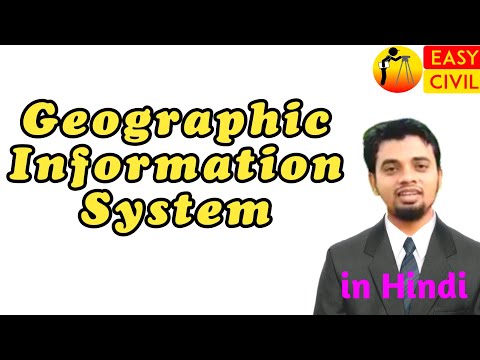 EASY
CIVIL
Geographic
Information
System
in Hindi